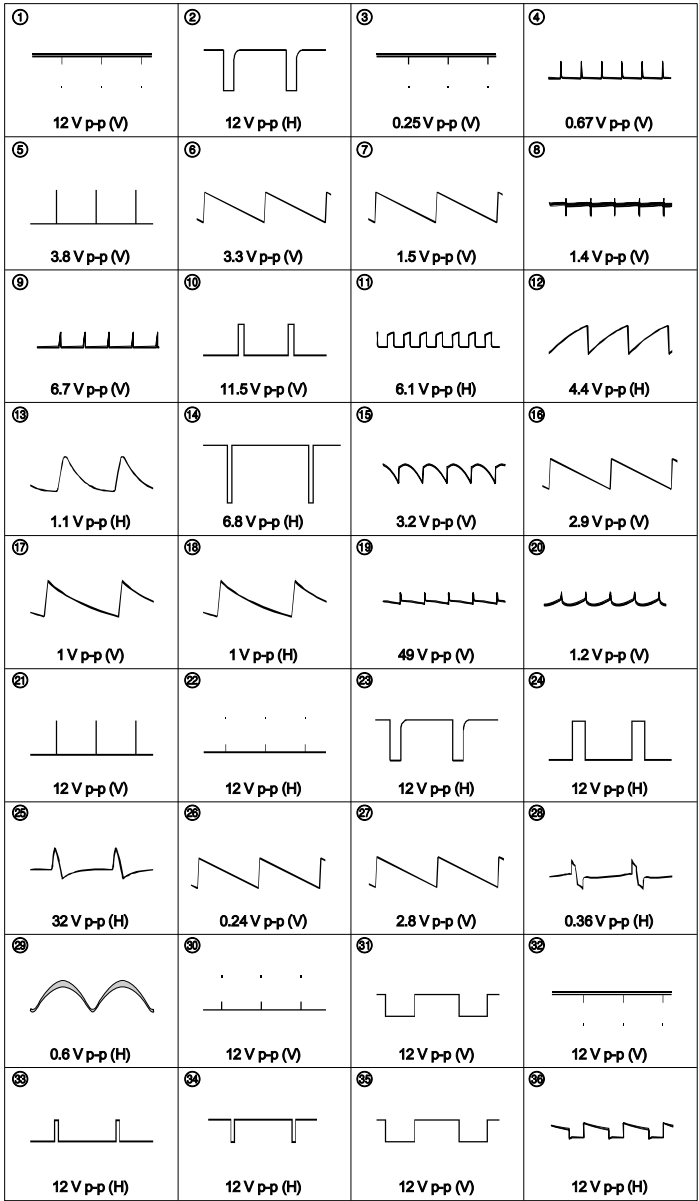 ① ② ③ ④
12 V p-p (V) 12 V p-p (H) 0.25 V p-p (V) 0.67 V p-p (V)
⑤ ⑥ ⑦ ⑧
3.8 V p-p (V) 3.3 V p-p (V) 1.5 V p-p (V) 1.4 V p-p (V)
⑨ ⑩ ⑪ ⑫
6.7 V p-p (V) 11.5 V p-p (V) 6.1 V p-p (H) 4.4 V p-p (H)
⑬ ⑭ ⑮ ⑯
1.1 V p-p (H) 6.8 V p-p (H) 3.2 V p-p (V) 2.9 V p-p (V)
⑰ ⑱ ⑲ ⑳
1 V p-p (V) 1 V p-p (H) 49 V p-p (V) 1.2 V p-p (V)
㉑ ㉒ ㉓ ㉔
12 V p-p (V) 12 V p-p (H) 12 V p-p (H) 12 V p-p (H)
㉕ ㉖ ㉗ ㉘
32 V p-p (H) 0.24 V p-p (V) 2.8 V p-p (V) 0.36 V p-p (H)
㉙ ㉚ ㉛ ㉜
0.6 V p-p (H) 12 V p-p (V) 12 V p-p (V) 12 V p-p (V)
㉝ ㉞ ㉟ ㊱
12 V p-p (H) 12 V p-p (H) 12 V p-p (V) 12 V p-p (H)